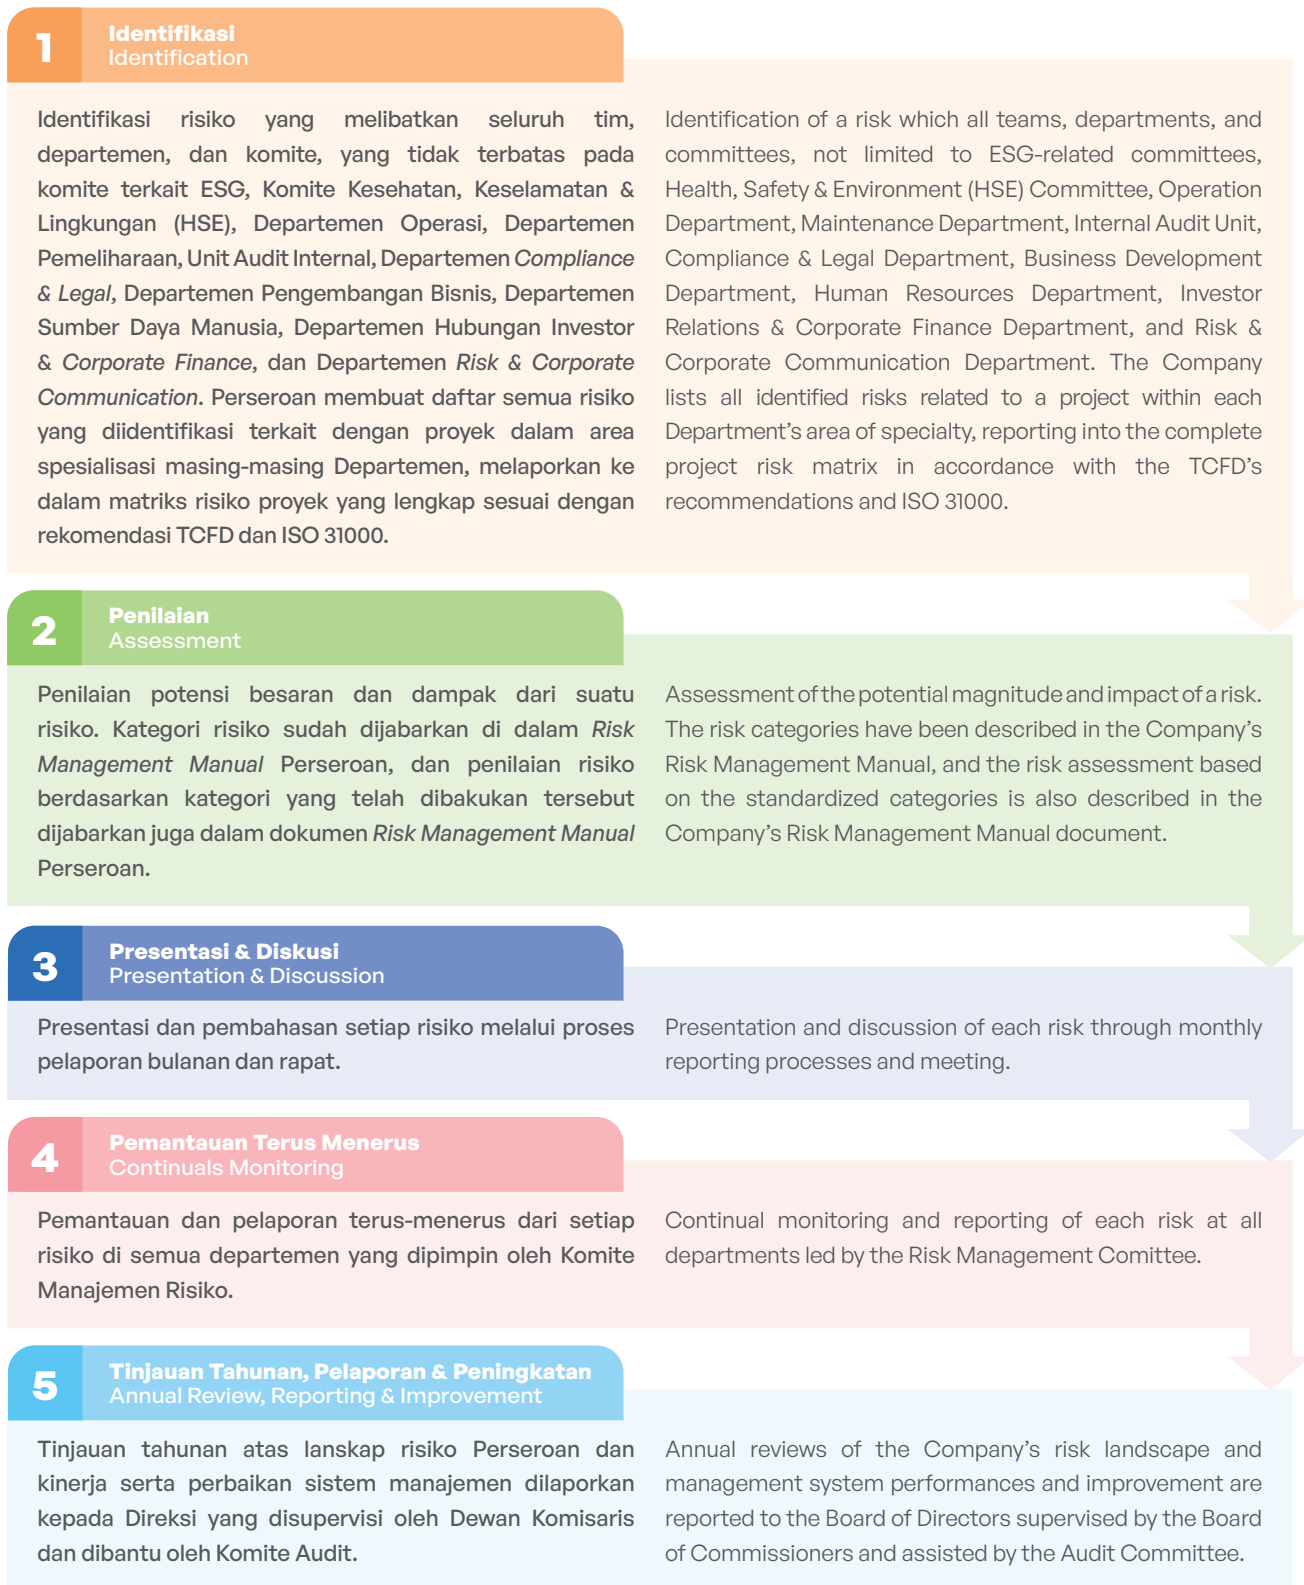 1
Identifikasi
Identification
Identifikasi risiko yang melibatkan seluruh tim,
departemen, dan komite, yang tidak terbatas pada
komite terkait ESG, Komite Kesehatan, Keselamatan &
Lingkungan (HSE), Departemen Operasi, Departemen
Pemeliharaan, Unit Audit Internal, Departemen Compliance
& Legal, Departemen Pengembangan Bisnis, Departemen
Sumber Daya Manusia, Departemen Hubungan Investor
& Corporate Finance, dan Departemen Risk & Corporate
Communication. Perseroan membuat daftar semua risiko
yang diidentifikasi terkait dengan proyek dalam area
spesialisasi masing-masing Departemen, melaporkan ke
dalam matriks risiko proyek yang lengkap sesuai dengan
rekomendasi TCFD dan ISO 31000.
Identification of a risk which all teams, departments, and
committees, not limited to ESG-related committees,
Health, Safety & Environment (HSE) Committee, Operation
Department, Maintenance Department, Internal Audit Unit,
Compliance & Legal Department, Business Development
Department, Human Resources Department, Investor
Relations & Corporate Finance Department, and Risk &
Corporate Communication Department. The Company
lists all identified risks related to a project within each
Department's area of specialty, reporting into the complete
project risk matrix in accordance with the TCFD's
recommendations and ISO 31000.
2
Penilaian
Assessment
Penilaian potensi besaran dan dampak dari suatu
risiko. Kategori risiko sudah dijabarkan di dalam Risk
Management Manual Perseroan, dan penilaian risiko
berdasarkan kategori yang telah dibakukan tersebut
dijabarkan juga dalam dokumen Risk Management Manual
Perseroan.
Assessment of the potential magnitude and impact of a risk.
The risk categories have been described in the Company's
Risk Management Manual, and the risk assessment based
on the standardized categories is also described in the
Company's Risk Management Manual document.
3
Presentasi & Diskusi
Presentation & Discussion
Presentasi dan pembahasan setiap risiko melalui proses
pelaporan bulanan dan rapat.
Presentation and discussion of each risk through monthly
reporting processes and meeting.
4
Pemantauan Terus Menerus
Continuals Monitoring
Pemantauan dan pelaporan terus-menerus dari setiap
risiko di semua departemen yang dipimpin oleh Komite
Manajemen Risiko.
Continual monitoring and reporting of each risk at all
departments led by the Risk Management Comittee.
5
Tinjauan Tahunan, Pelaporan & Peningkatan
Annual Review, Reporting & Improvement
Tinjauan tahunan atas lanskap risiko Perseroan dan
kinerja serta perbaikan sistem manajemen dilaporkan
kepada Direksi yang disupervisi oleh Dewan Komisaris
dan dibantu oleh Komite Audit.
Annual reviews of the Company's risk landscape and
management system performances and improvement are
reported to the Board of Directors supervised by the Board
of Commissioners and assisted by the Audit Committee.